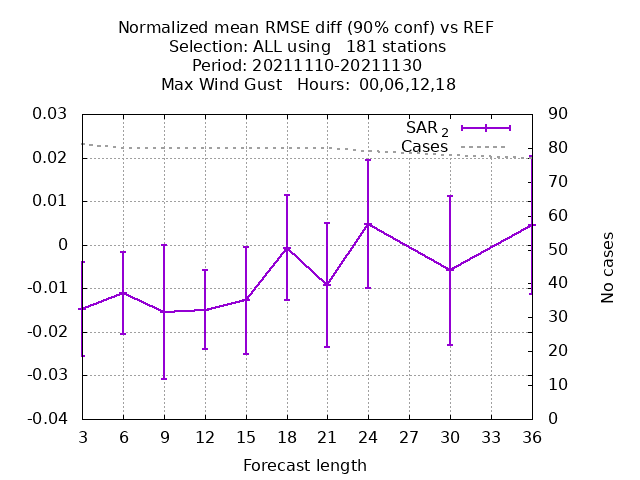 Normalized mean RMSE diff (90% conf) vs REF
Selection: ALL using   181 stations
Period: 20211110-20211130
Max Wind Gust   Hours:  00,06,12,18
0.03
0.02
0.01
0
-0.01
-0.02
-0.03
-0.04
SAR 2
Cases
90
80
70
60
50
40
30
20
10
0
No cases
3 6 9 12 15 18 21 24 27 30 33 36
Forecast length